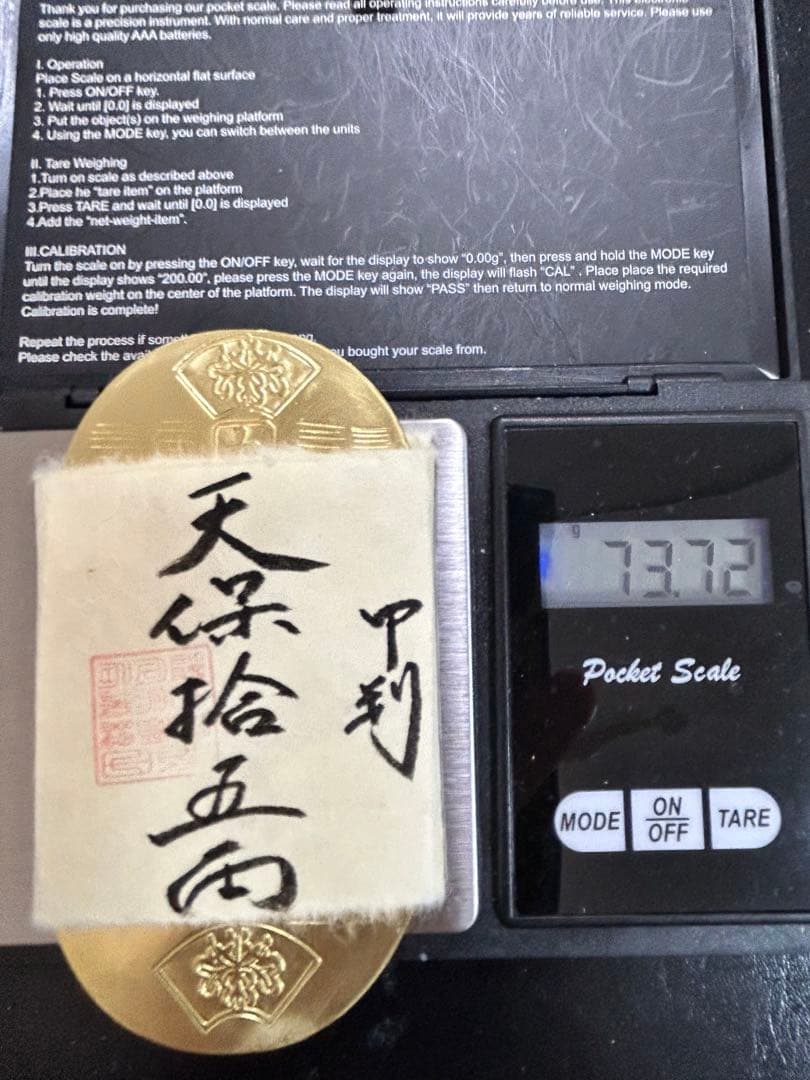 Thank you for purchasing our pocket scale. Please read all operating instructions carefully before use. This electronic
scale is a precision instrument. With normal care and proper treatment, it will provide years of reliable service. Please use
only high quality AAA batteries.
I. Operation
Place Scale on a horizontal flat surface
1. Press ON/OFF key.
2. Wait until [0.0] is displayed
3. Put the object(s) on the weighing platform
4. Using the MODE key, you can switch between the units
II. Tare Weighing
1.Turn on scale as described above
2.Place he "tare item" on the platform
3.Press TARE and wait until [0.0] is displayed
4.Add the "net-weight-item".
III.CALIBRATION
Turn the scale on by pressing the ON/OFF key, wait for the display to show "0.00g", then press and hold the MODE key
until the display shows "200.00", please press the MODE key again, the display will flash "CAL" . Place place the required
calibration weight on the center of the platform. The display will show "PASS" then return to normal weighing mode.
Calibration is complete!
Repeat the process if
Please check the you bought your scale from.
甲判
天保拾五両
g
73.72
Pocket Scale
MODE
ON
OFF
TARE